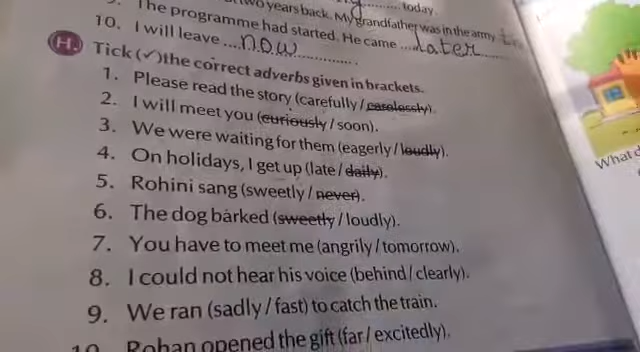 today.
two years back. My grandfather was in the army
The programme had started. He came ....later......
10. I will leave ....now.............
H. Tick (✓) the correct adverbs given in brackets.
1. Please read the story (carefully / carelessly).
2. I will meet you (curiously / soon).
3. We were waiting for them (eagerly / loudly).
4. On holidays, I get up (late / daily).
5. Rohini sang (sweetly / never).
6. The dog barked (sweetly / loudly).
7. You have to meet me (angrily / tomorrow).
8. I could not hear his voice (behind / clearly).
9. We ran (sadly / fast) to catch the train.
10. Rohan opened the gift (far / excitedly).
What